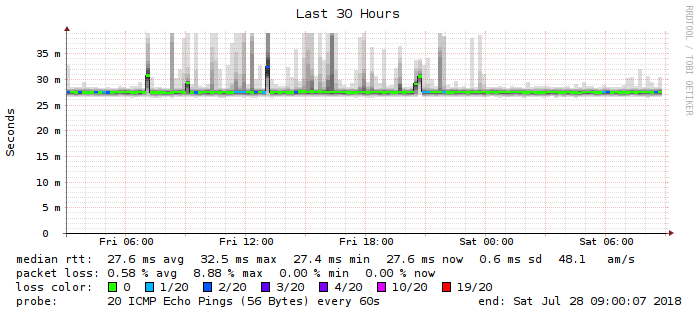 Last 30 Hours
RRDTOOL / TOBI OETIKER
Seconds
35 m
30 m
25 m
20 m
15 m
10 m
5 m
0
Fri 06:00 Fri 12:00 Fri 18:00 Sat 00:00 Sat 06:00
median rtt: 27.6 ms avg 32.5 ms max 27.4 ms min 27.6 ms now 0.6 ms sd 48.1 am/s
packet loss: 0.58 % avg 8.88 % max 0.00 % min 0.00 % now
loss color: 0 1/20 2/20 3/20 4/20 10/20 19/20
probe: 20 ICMP Echo Pings (56 Bytes) every 60s end: Sat Jul 28 09:00:07 2018